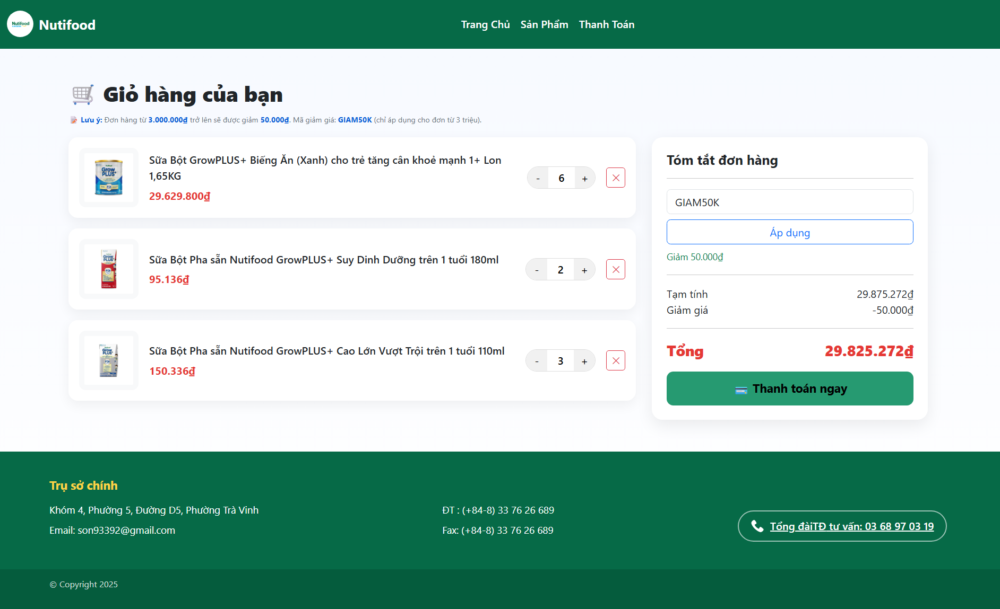 Nutifood
Nutifood
Trang Chủ
Sản Phẩm
Thanh Toán
Giỏ hàng của bạn
Lưu ý: Đơn hàng từ 3.000.000₫ trở lên sẽ được giảm 50.000₫. Mã giảm giá: GIAM50K (chỉ áp dụng cho đơn từ 3 triệu).
Grow PLUS+
Sữa Bột GrowPLUS+ Biếng Ăn (Xanh) cho trẻ tăng cân khoẻ mạnh 1+ Lon
1,65KG
29.629.800₫
- 6 +
Grow PLUS+
Sữa Bột Pha sẵn Nutifood GrowPLUS+ Suy Dinh Dưỡng trên 1 tuổi 180ml
95.136₫
- 2 +
Grow PLUS+
Sữa Bột Pha sẵn Nutifood GrowPLUS+ Cao Lớn Vượt Trội trên 1 tuổi 110ml
150.336₫
- 3 +
Tóm tắt đơn hàng
GIAM50K
Áp dụng
Giảm 50.000₫
Tạm tính 29.875.272₫
Giảm giá -50.000₫
Tổng 29.825.272₫
Thanh toán ngay
Trụ sở chính
Khóm 4, Phường 5, Đường D5, Phường Trà Vinh
Email: son93392@gmail.com
ĐT : (+84-8) 33 76 26 689
Fax: (+84-8) 33 76 26 689
Tổng đàiTĐ tư vấn: 03 68 97 03 19
© Copyright 2025